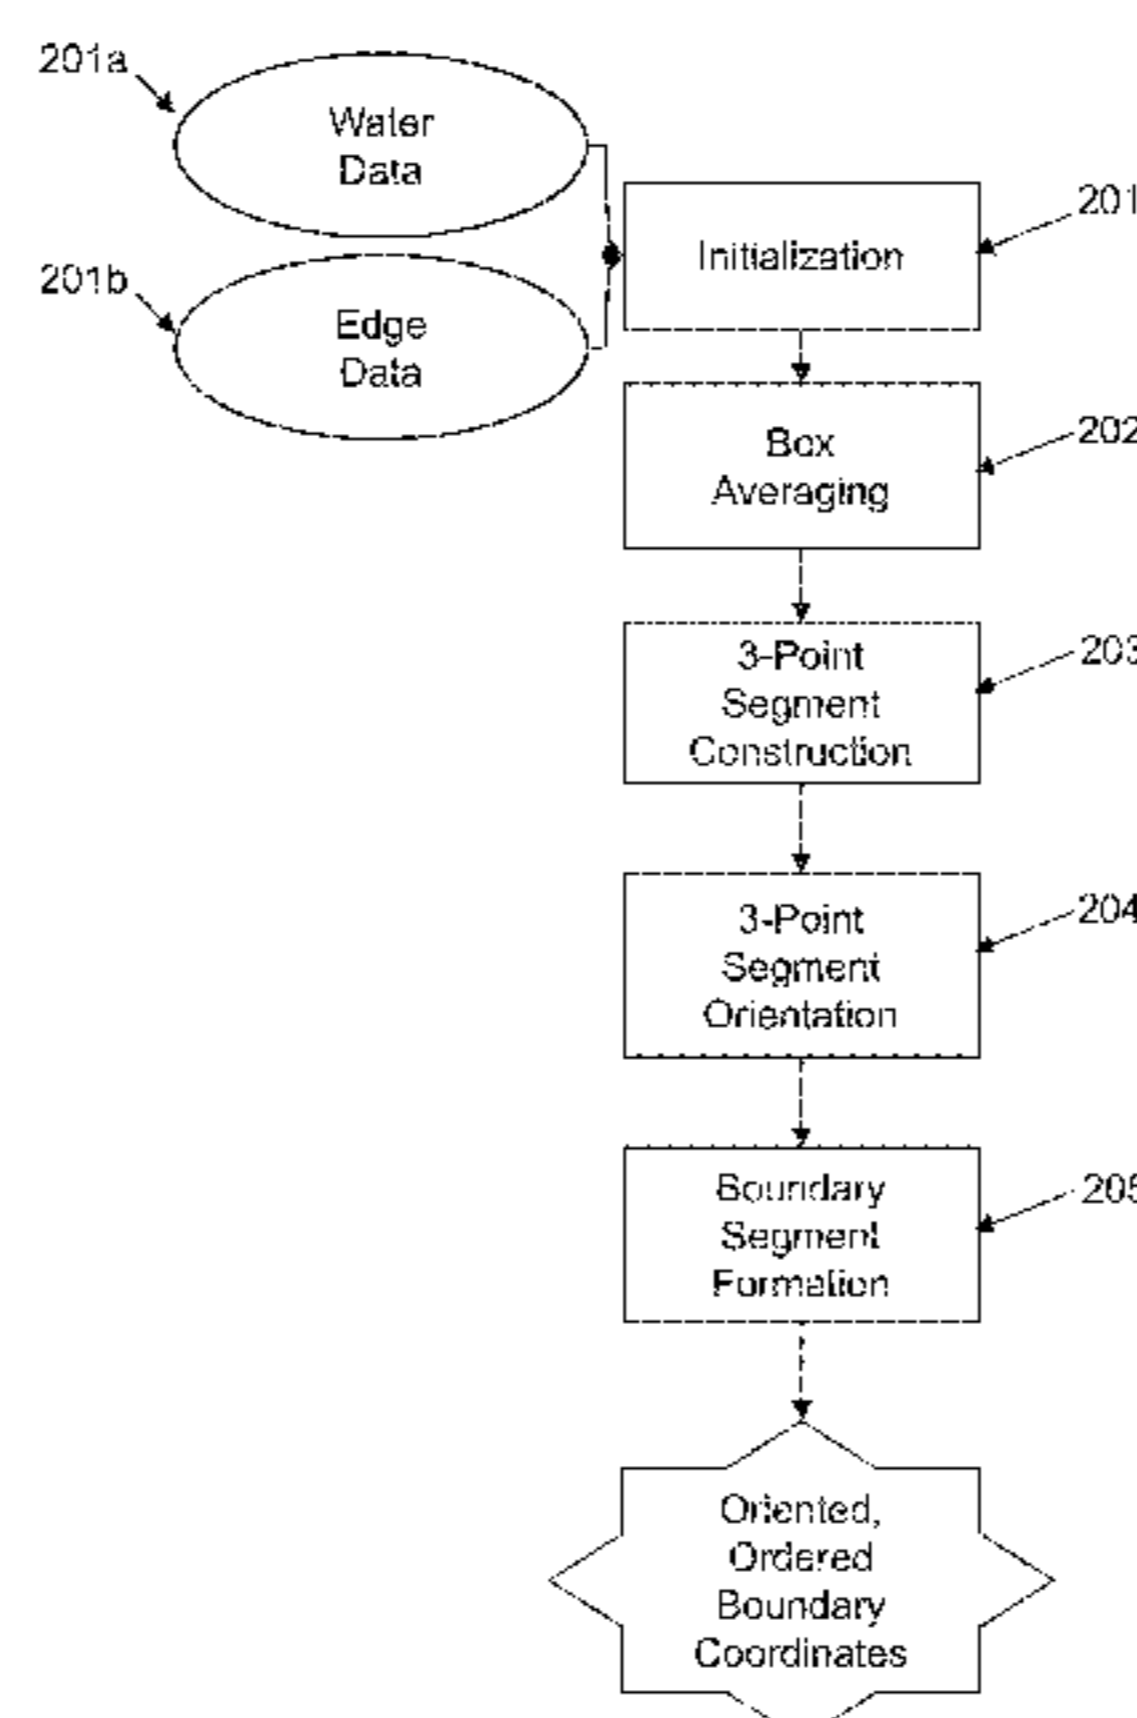 201a
Water
Data
201
Initialization
201b
Edge
Data
202
Box
Averaging
203
3-Point
Segment
Construction
204
3-Point
Segment
Orientation
205
Boundary
Segment
Formation
Oriented,
Ordered
Boundary
Coordinates